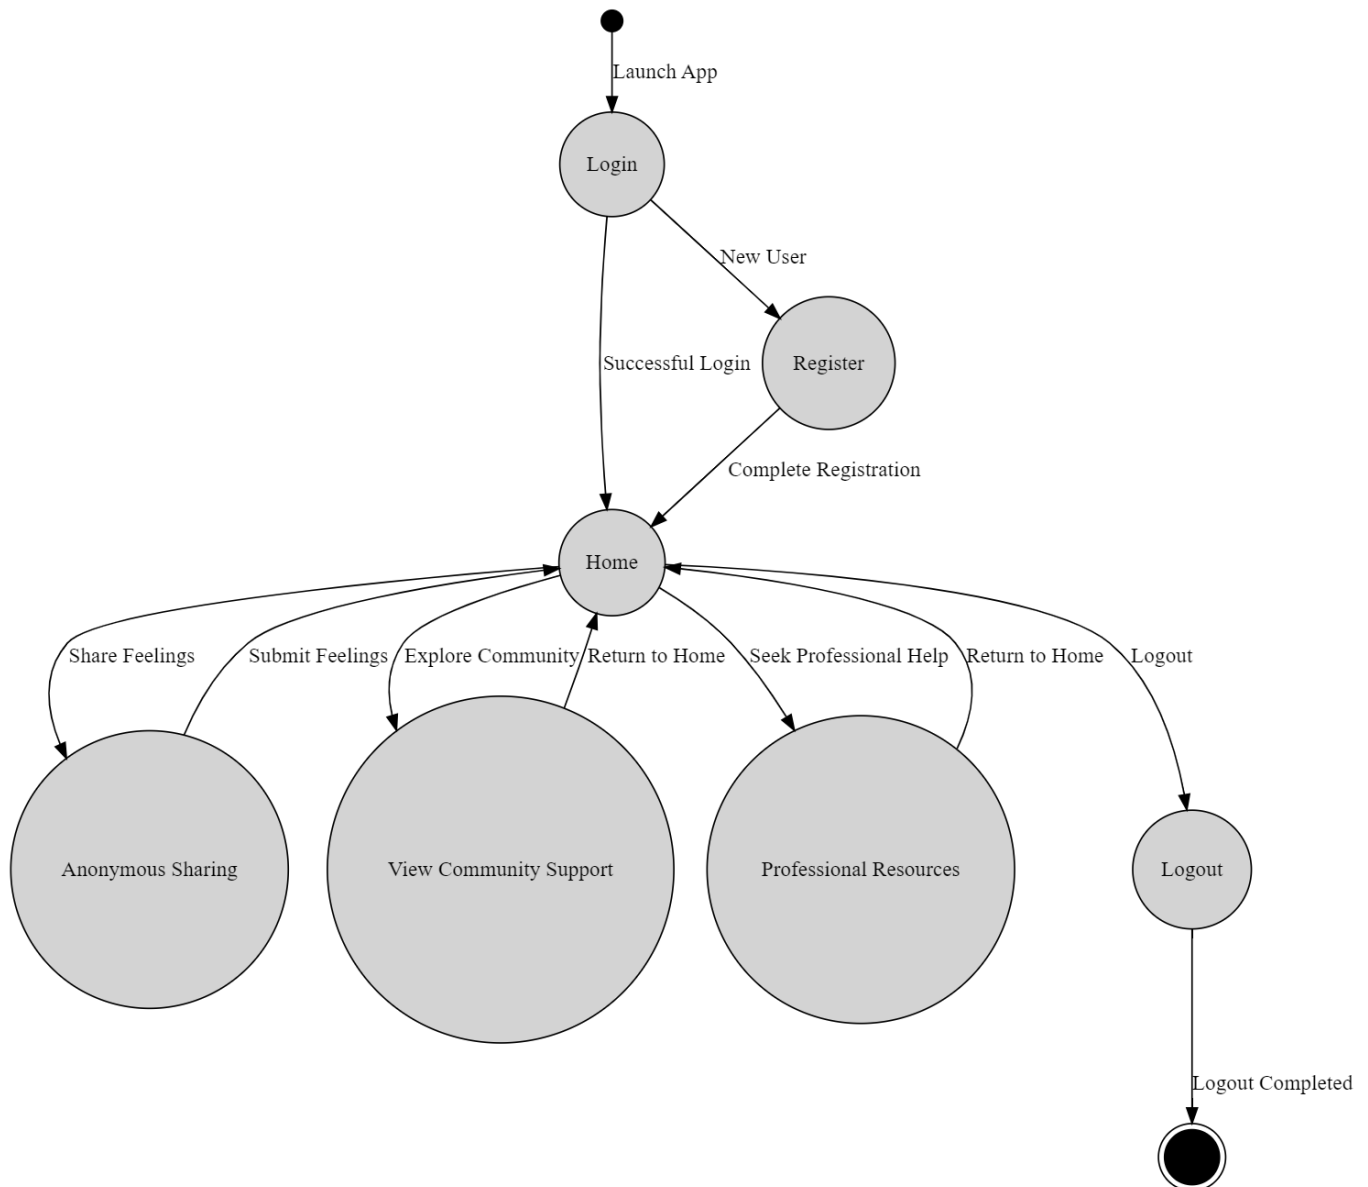 Launch App
Login
New User
Successful Login
Register
Complete Registration
Home
Share Feelings
Submit Feelings
Explore Community
Return to Home
Seek Professional Help
Return to Home
Logout
Anonymous Sharing
View Community Support
Professional Resources
Logout
Logout Completed